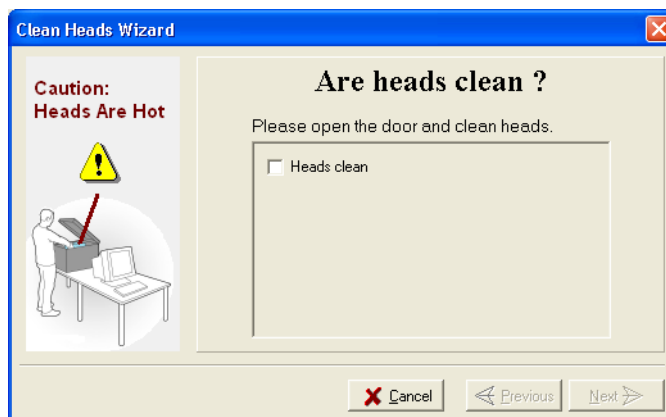 Clean Heads Wizard
Caution:
Heads Are Hot
Are heads clean ?
Please open the door and clean heads.
Heads clean
Cancel
Previous
Next